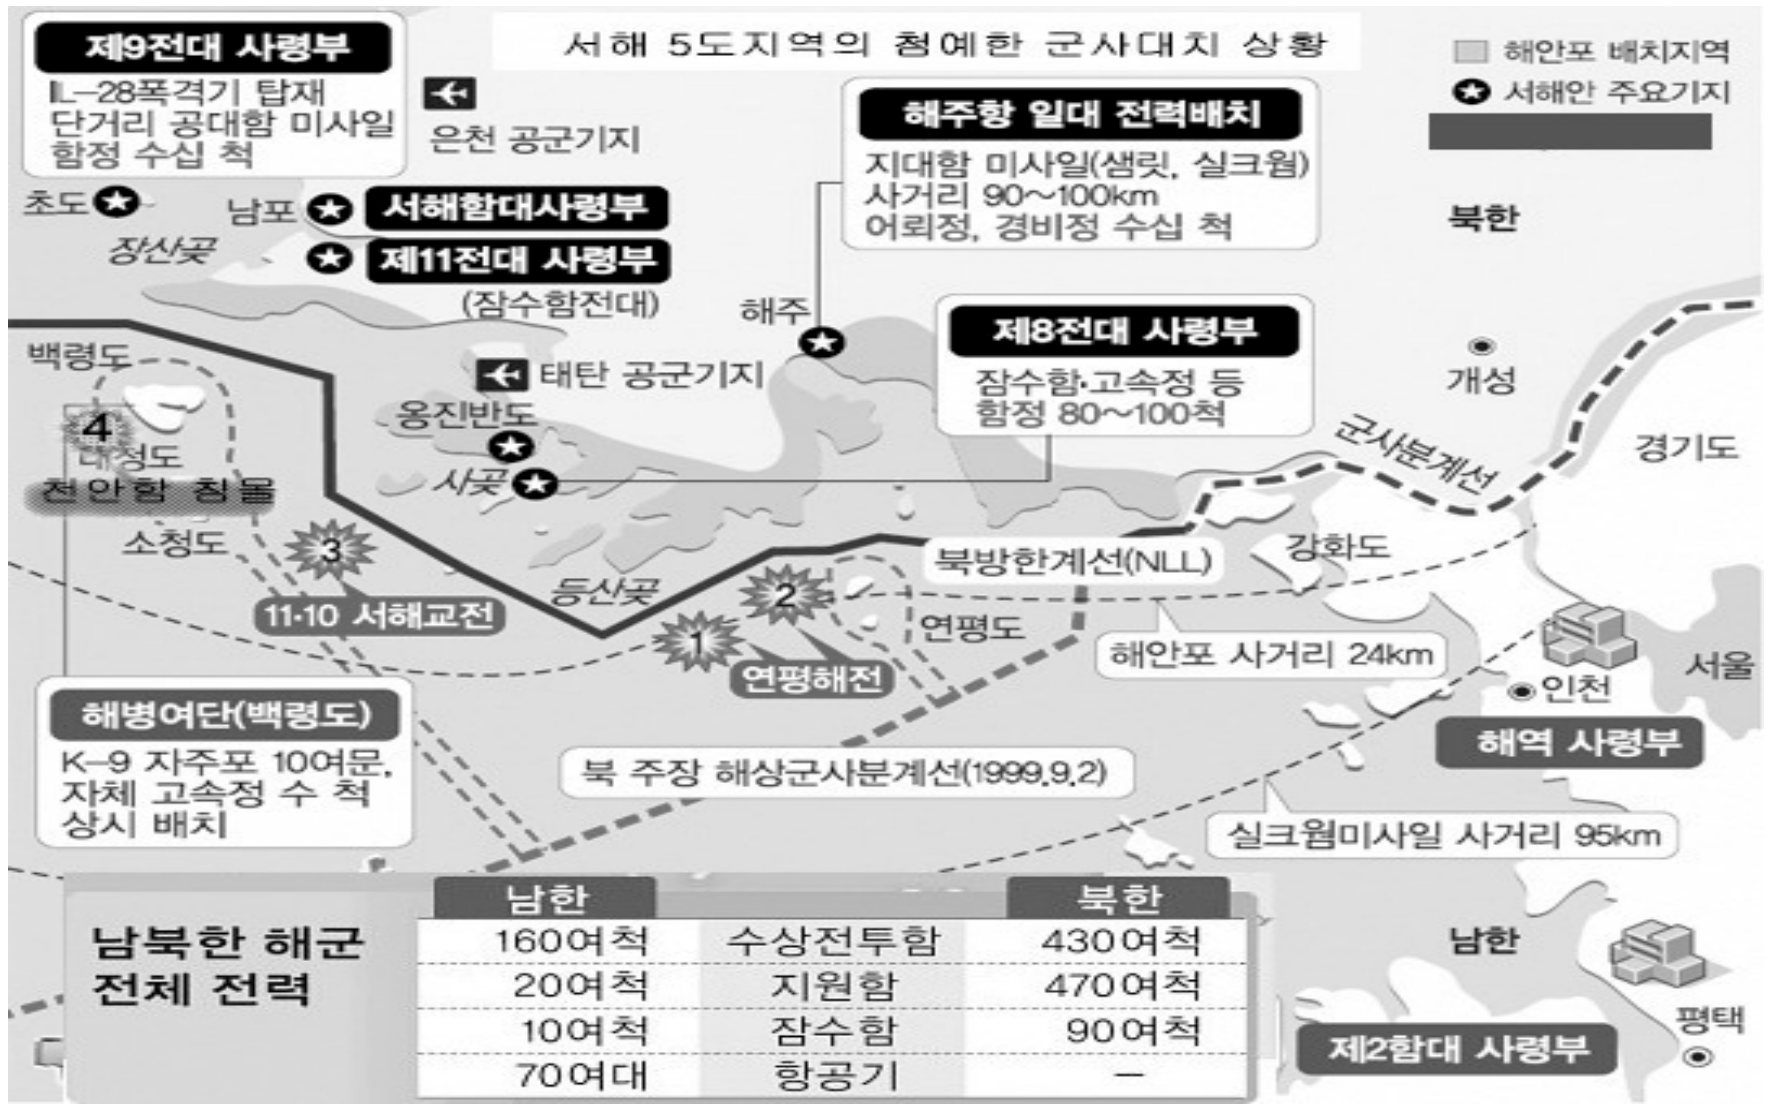 서해 5도지역의 첨예한 군사대치 상황
해안포 배치지역
서해안 주요기지
제9전대 사령부
IL-28폭격기 탑재
단거리 공대함 미사일
함정 수십 척
은천 공군기지
해주항 일대 전력배치
지대함 미사일(샘릿, 실크웜)
사거리 90~100km
어뢰정, 경비정 수십 척
북한
초도
남포
서해함대사령부
장산곶
제11전대 사령부
(잠수함전대)
해주
제8전대 사령부
잠수함·고속정 등
함정 80~100척
백령도
태탄 공군기지
개성
옹진반도
군사분계선
경기도
4
대청도
사곶
천안함 침몰
소청도
3
11·10 서해교전
등산곶
북방한계선(NLL)
강화도
2
1
연평도
연평해전
해안포 사거리 24km
서울
인천
해역 사령부
해병여단(백령도)
K-9 자주포 10여문,
자체 고속정 수 척
상시 배치
북 주장 해상군사분계선(1999.9.2)
실크웜미사일 사거리 95km
남북한 해군
전체 전력
남한 북한
160여척 수상전투함 430여척
20여척 지원함 470여척
10여척 잠수함 90여척
70여대 항공기 -
남한
평택
제2함대 사령부